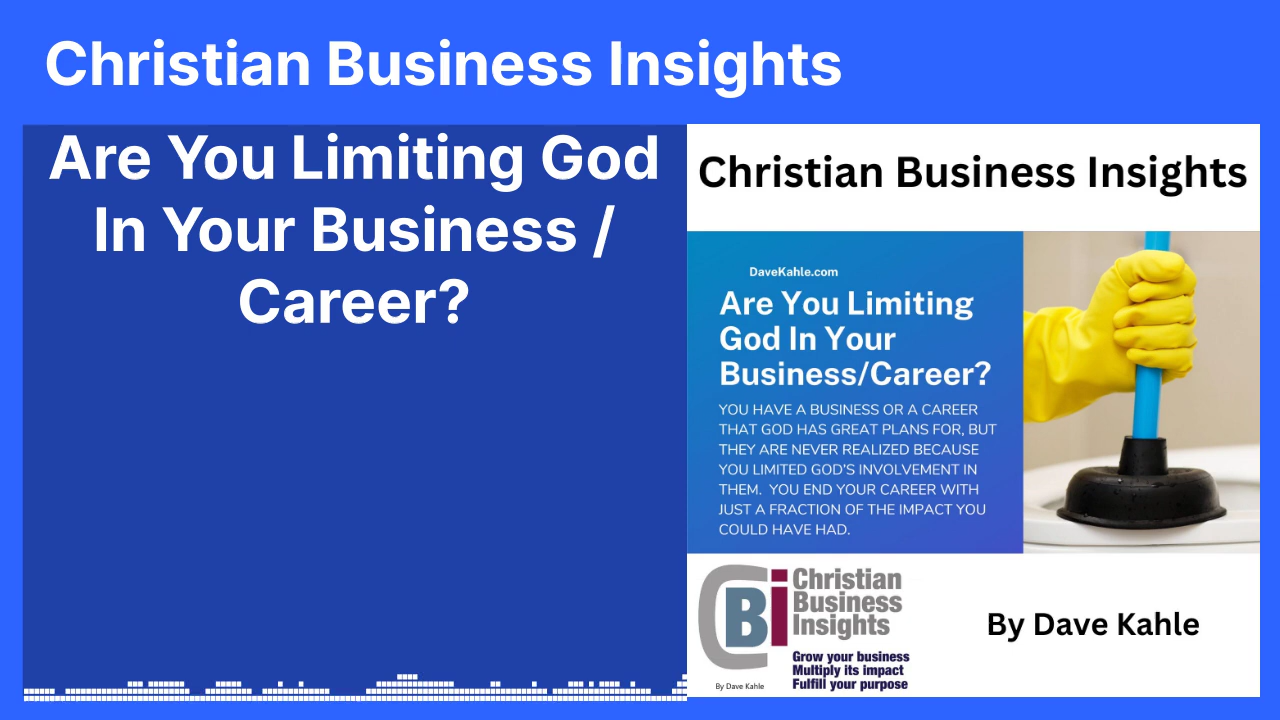 Christian Business Insights
Are You Limiting God
In Your Business /
Career?
Christian Business Insights
DaveKahle.com
Are You Limiting
God In Your
Business/Career?
YOU HAVE A BUSINESS OR A CAREER
THAT GOD HAS GREAT PLANS FOR, BUT
THEY ARE NEVER REALIZED BECAUSE
YOU LIMITED GOD'S INVOLVEMENT IN
THEM. YOU END YOUR CAREER WITH
JUST A FRACTION OF THE IMPACT YOU
COULD HAVE HAD.
CBi
Christian
Business
Insights
Grow your business
Multiply its impact
Fulfill your purpose
By Dave Kahle
By Dave Kahle